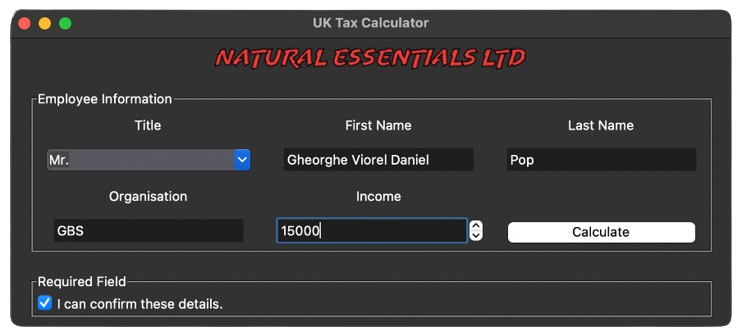 UK Tax Calculator
NATURAL ESSENTIALS LTD
Employee Information
Title First Name Last Name
Mr. Gheorghe Viorel Daniel Pop
Organisation Income
GBS 15000 Calculate
Required Field
I can confirm these details.